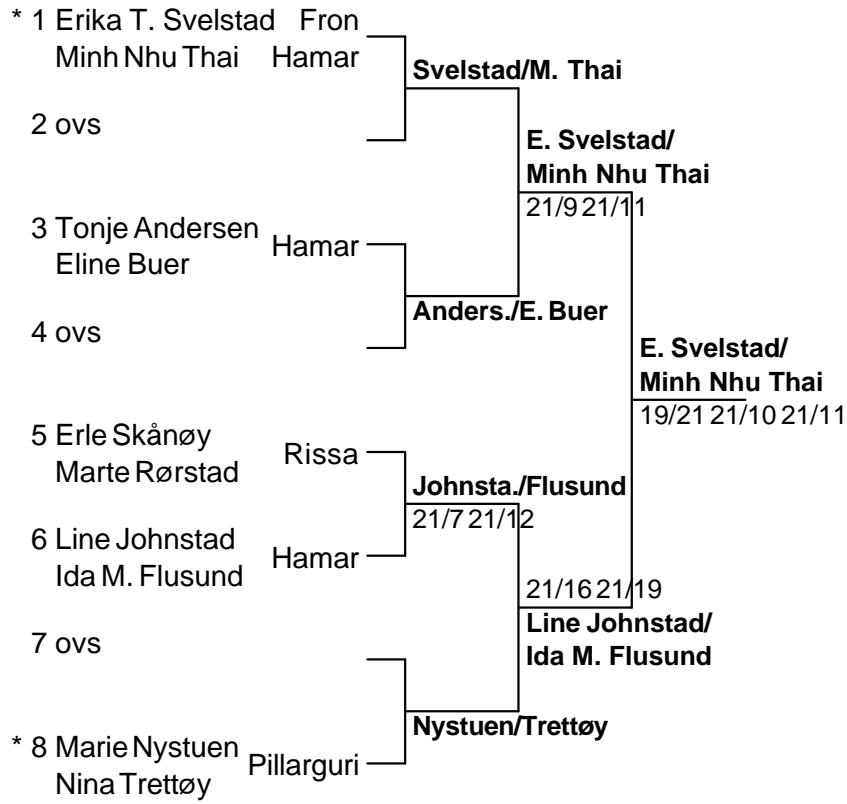 * 1 Erika T. Svelstad Fron
Minh Nhu Thai Hamar
Svelstad/M. Thai
2 ovs
E. Svelstad/
Minh Nhu Thai
21/9 21/11
3 Tonje Andersen
Eline Buer
Hamar
Anders./E. Buer
4 ovs
E. Svelstad/
Minh Nhu Thai
19/21 21/10 21/11
5 Erle Skånøy
Marte Rørstad
Rissa
Johnsta./Flusund
21/7 21/12
6 Line Johnstad
Ida M. Flusund
Hamar
21/16 21/19
Line Johnstad/
Ida M. Flusund
7 ovs
Nystuen/Trettøy
* 8 Marie Nystuen
Nina Trettøy
Pillarguri